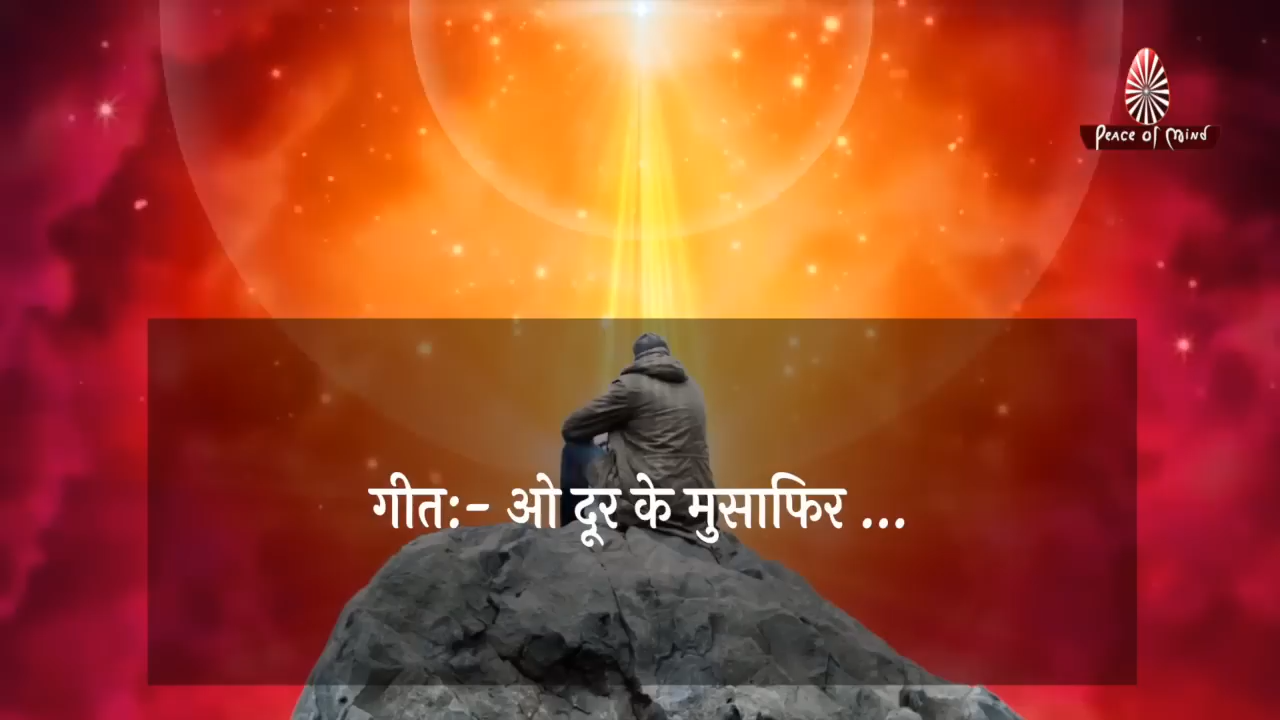 Peace of Mind
गीत:- ओ दूर के मुसाफिर ...